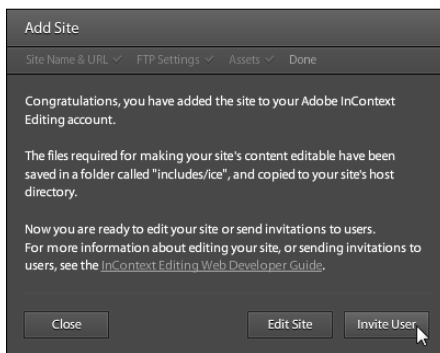 Add Site
Site Name & URL ✓ FTP Settings ✓ Assets ✓ Done
Congratulations, you have added the site to your Adobe InContext
Editing account.
The files required for making your site's content editable have been
saved in a folder called "includes/ice", and copied to your site's host
directory.
Now you are ready to edit your site or send invitations to users.
For more information about editing your site, or sending invitations to
users, see the InContext Editing Web Developer Guide.
Close Edit Site Invite User